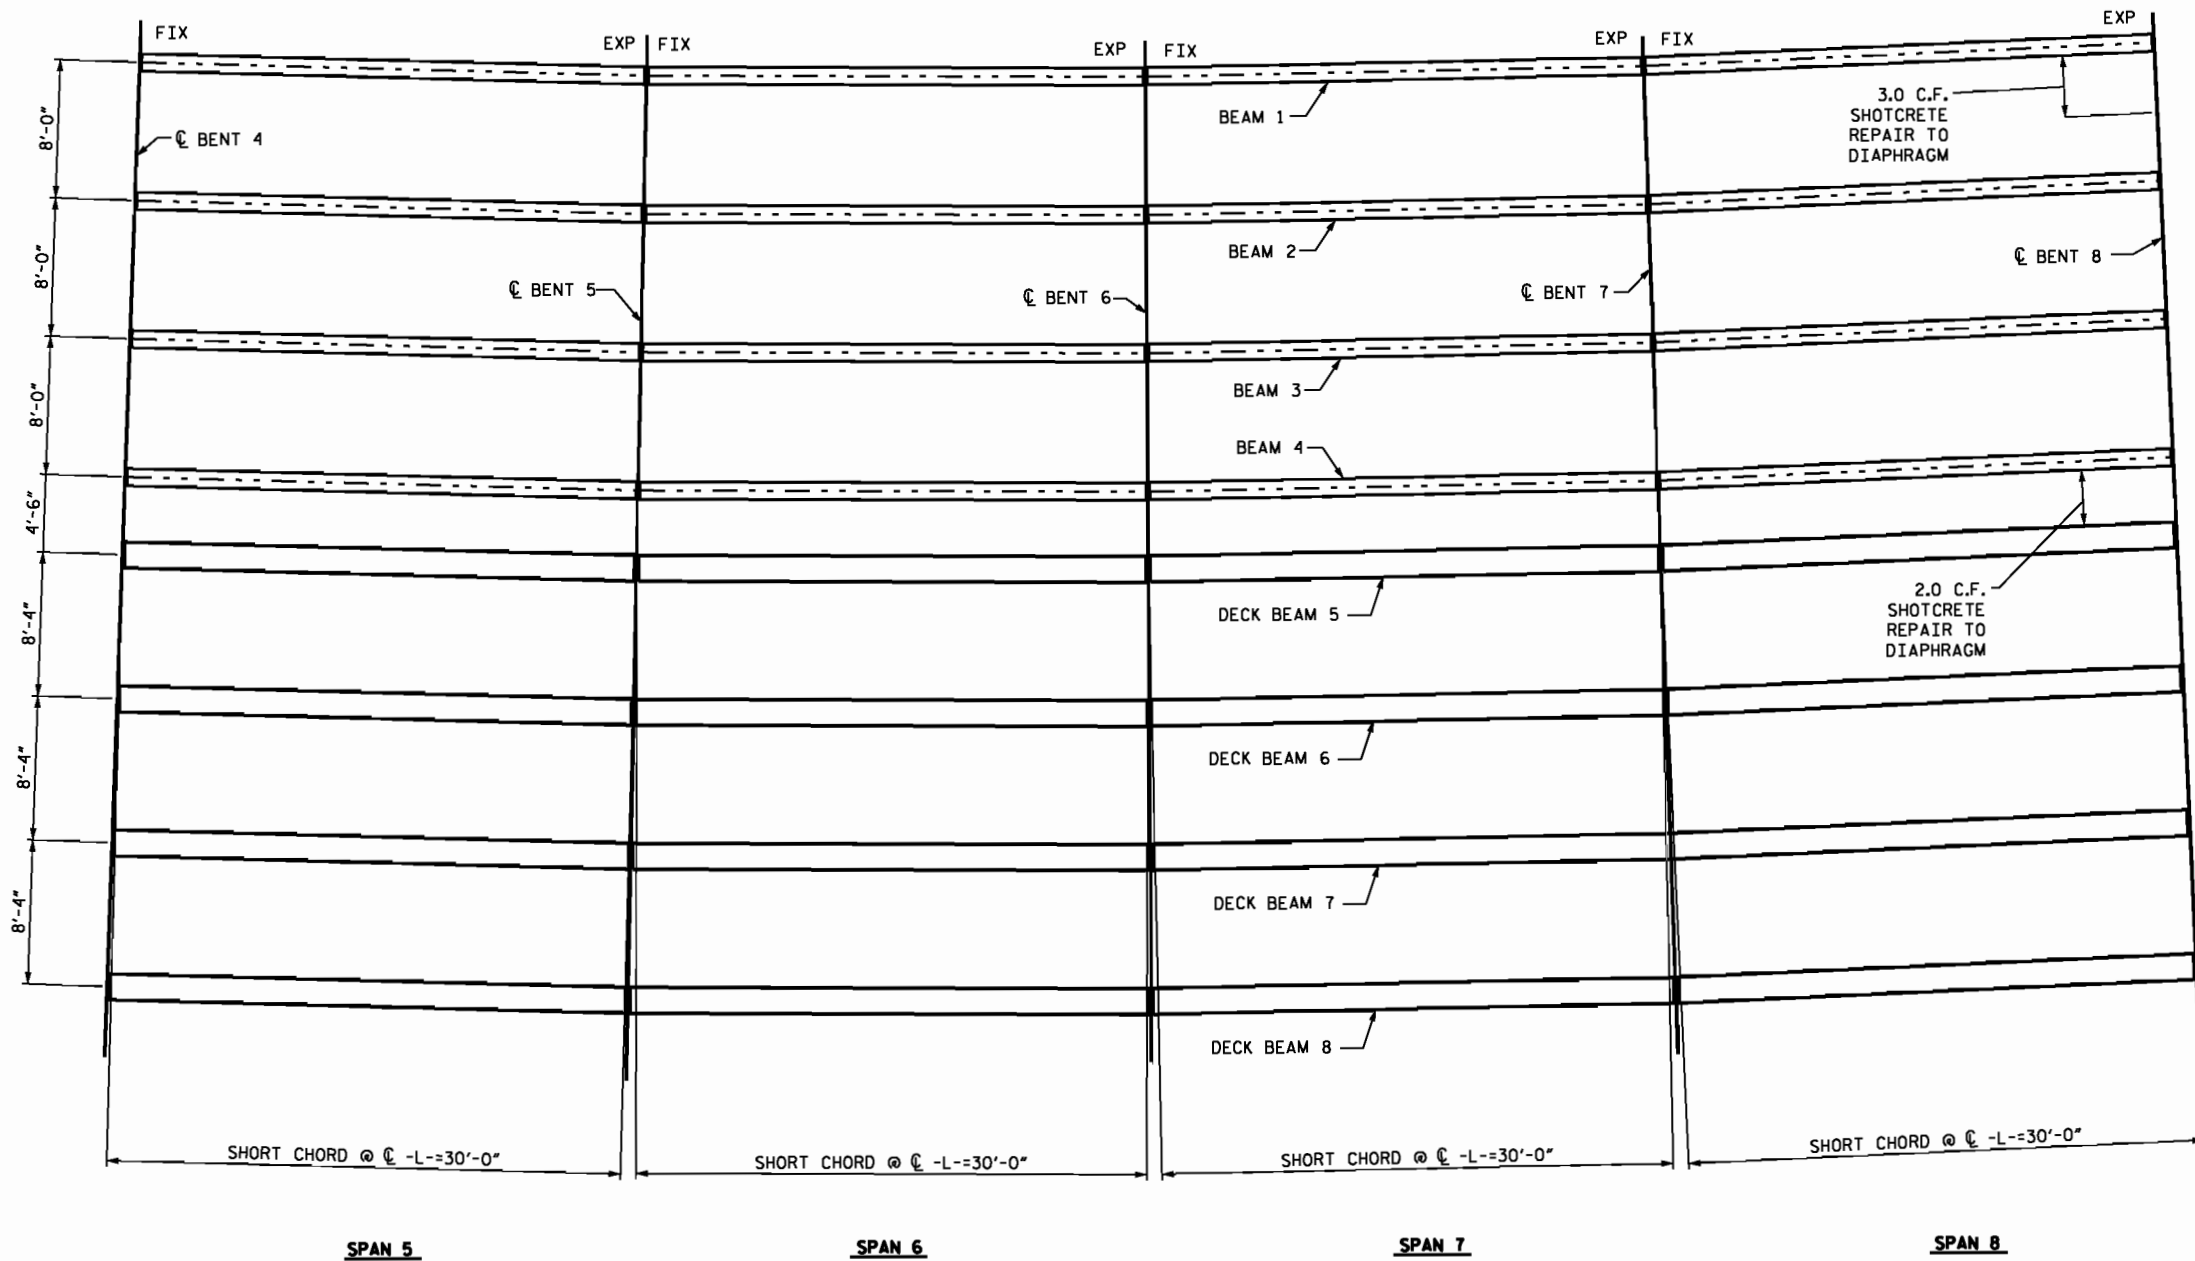 FIX
EXP
FIX
EXP
FIX
EXP
FIX
EXP
8'-0"
8'-0"
8'-0"
4'-6"
8'-4"
8'-4"
8'-4"
℄ BENT 4
℄ BENT 5
℄ BENT 6
℄ BENT 7
℄ BENT 8
BEAM 1
BEAM 2
BEAM 3
BEAM 4
DECK BEAM 5
DECK BEAM 6
DECK BEAM 7
DECK BEAM 8
3.0 C.F.
SHOTCRETE
REPAIR TO
DIAPHRAGM
2.0 C.F.
SHOTCRETE
REPAIR TO
DIAPHRAGM
SHORT CHORD @ ℄ -L-=30'-0"
SHORT CHORD @ ℄ -L-=30'-0"
SHORT CHORD @ ℄ -L-=30'-0"
SHORT CHORD @ ℄ -L-=30'-0"
SPAN 5
SPAN 6
SPAN 7
SPAN 8